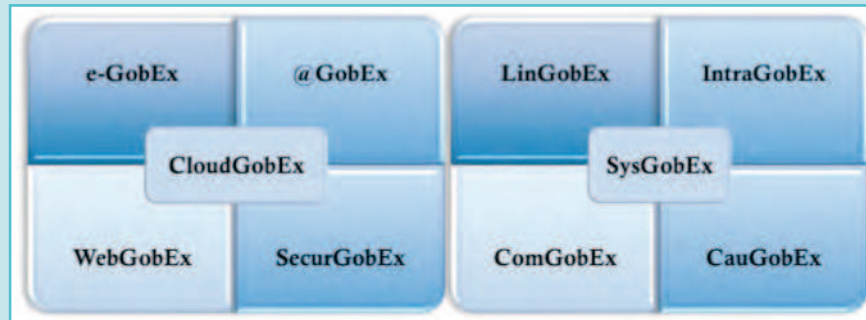 e-GobEx
@GobEx
CloudGobEx
WebGobEx
SecurGobEx
LinGobEx
IntraGobEx
SysGobEx
ComGobEx
CauGobEx